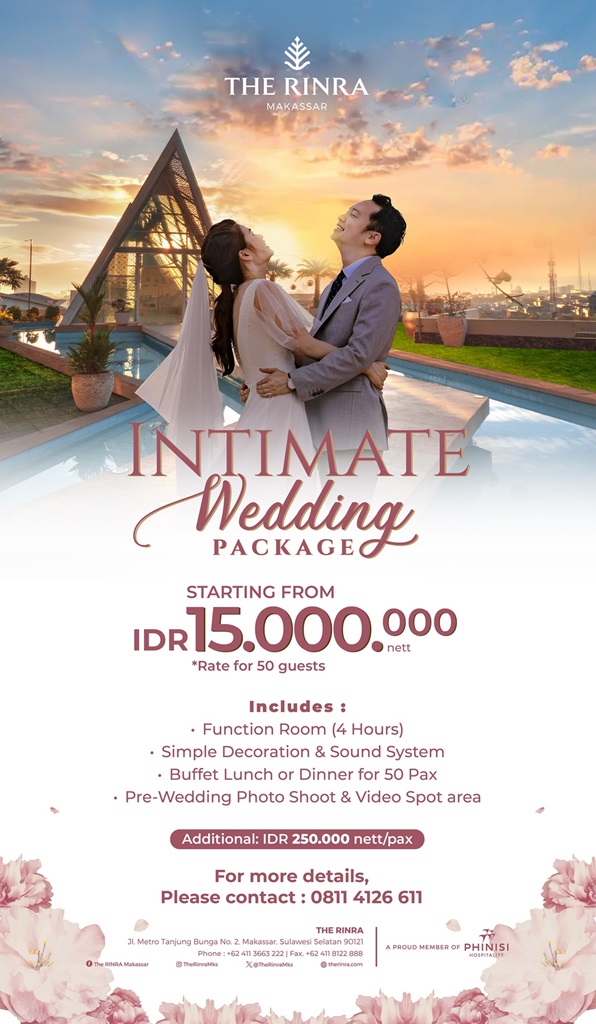 THE RINRA
MAKASSAR
INTIMATE
Wedding
PACKAGE
STARTING FROM
IDR 15.000.000
nett
*Rate for 50 guests
Includes :
• Function Room (4 Hours)
• Simple Decoration & Sound System
• Buffet Lunch or Dinner for 50 Pax
• Pre-Wedding Photo Shoot & Video Spot area
Additional: IDR 250.000 nett/pax
For more details,
Please contact : 0811 4126 611
THE RINRA
Jl. Metro Tanjung Bunga No. 2, Makassar, Sulawesi Selatan 90121
Phone : +62 411 3663 222 | Fax. +62 411 8122 888
The RINRA Makassar @TheRinraMks @TheRinraMks therinra.com
A PROUD MEMBER OF PHINISI
HOSPITALITY